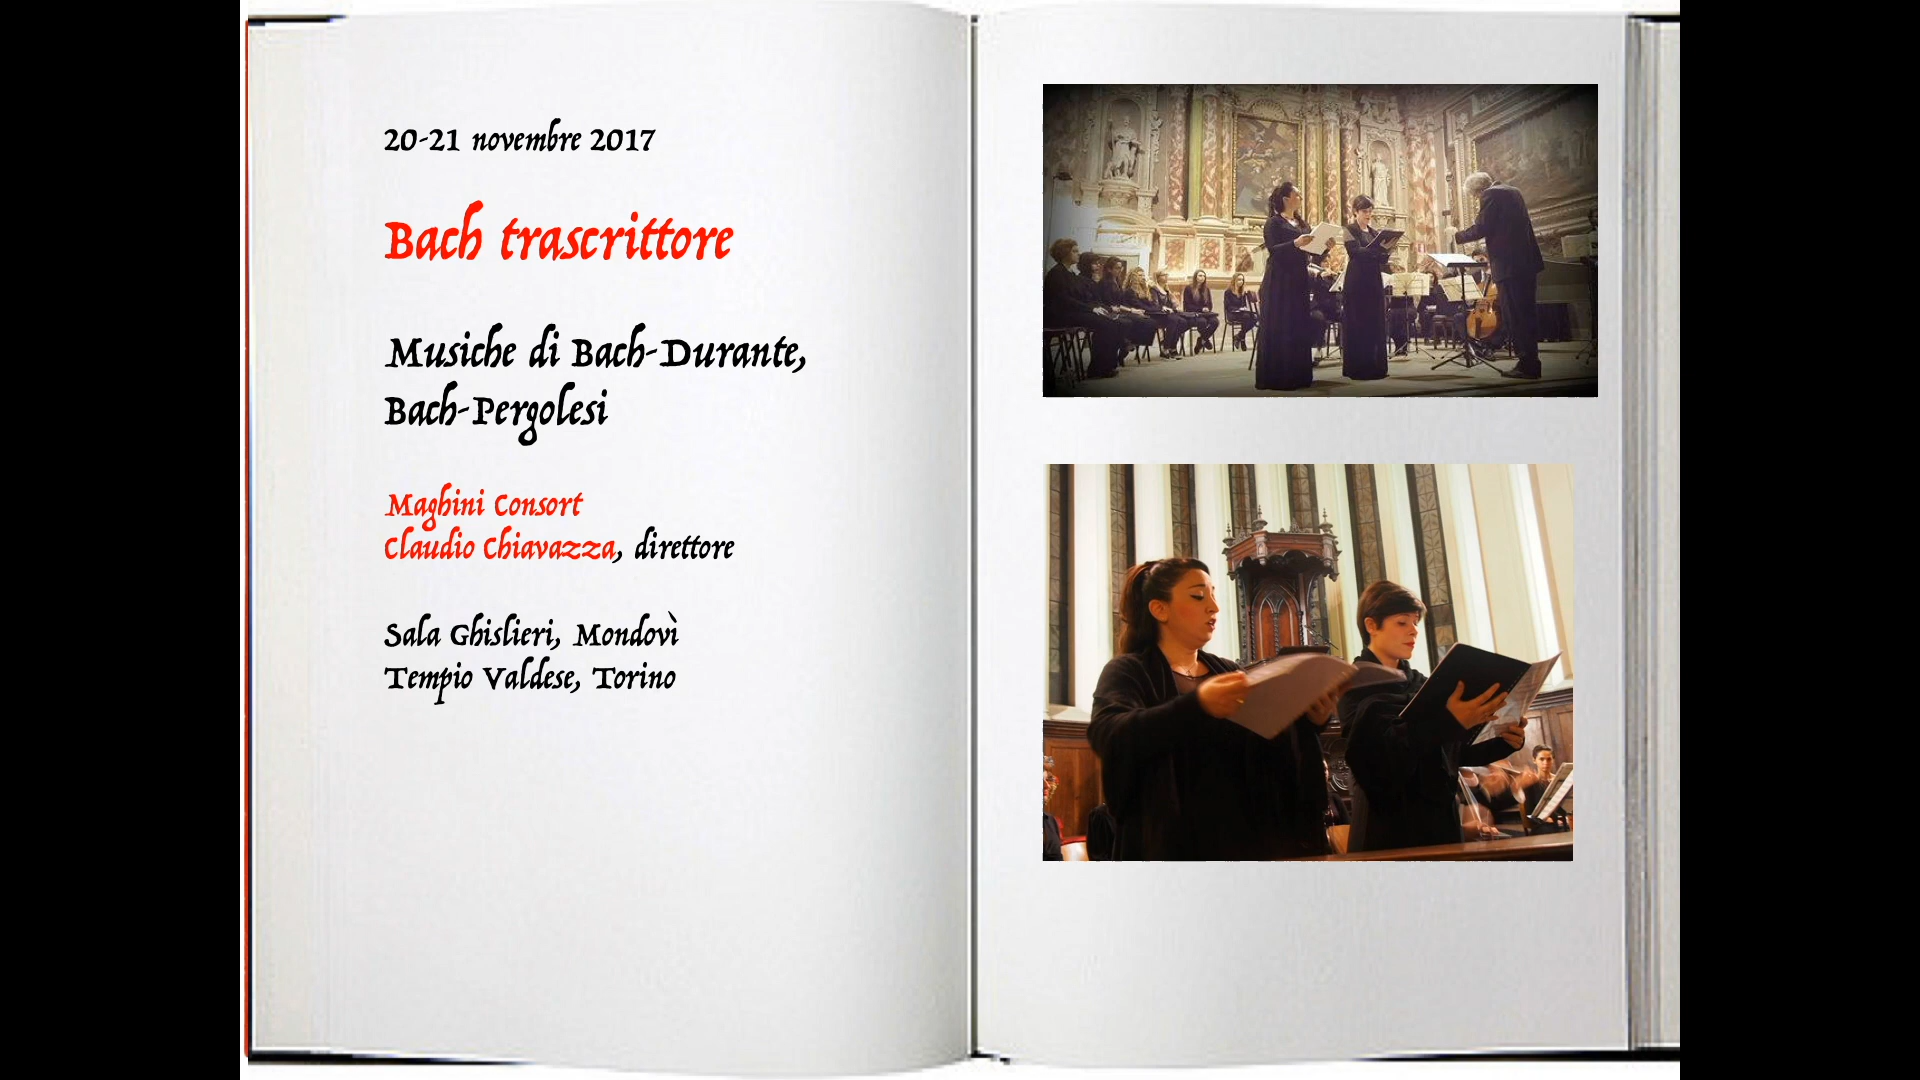 20-21 novembre 2017
Bach trascrittore
Musiche di Bach-Durante,
Bach-Pergolesi
Maghini Consort
Claudio Chiavazza, direttore
Sala Ghislieri, Mondovì
Tempio Valdese, Torino